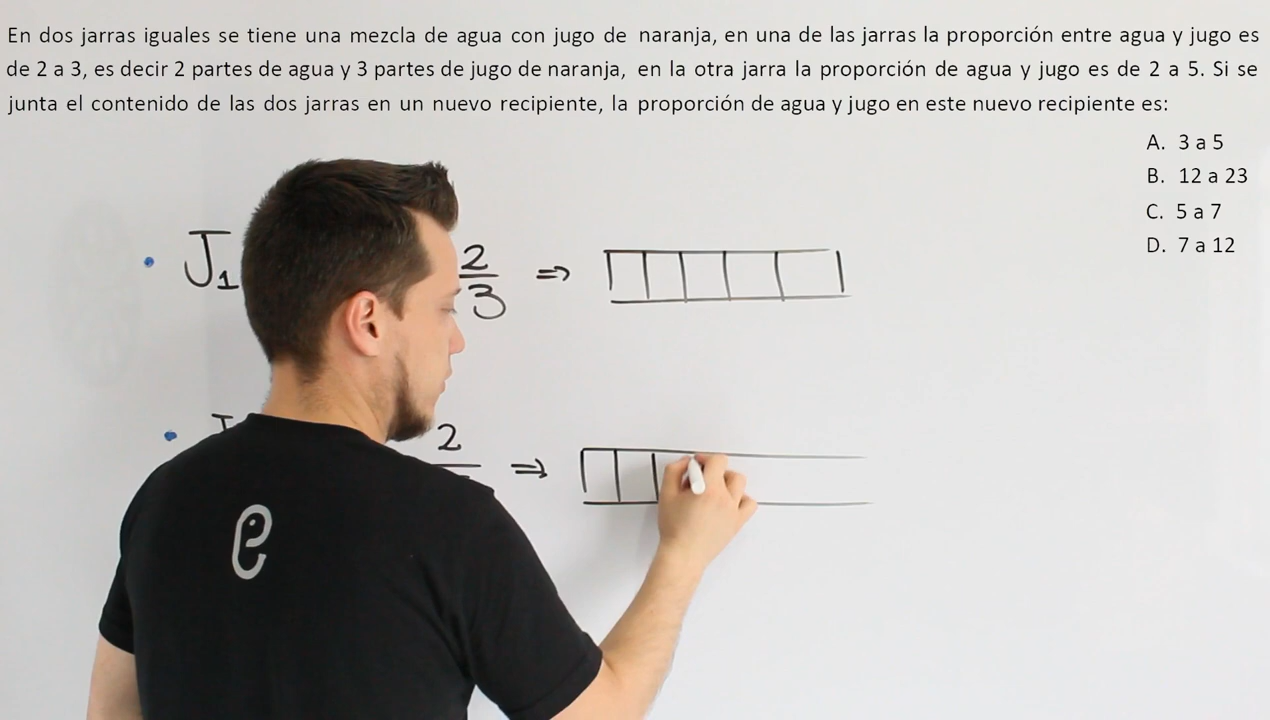 En dos jarras iguales se tiene una mezcla de agua con jugo de naranja, en una de las jarras la proporción entre agua y jugo es
de 2 a 3, es decir 2 partes de agua y 3 partes de jugo de naranja, en la otra jarra la proporción de agua y jugo es de 2 a 5. Si se
junta el contenido de las dos jarras en un nuevo recipiente, la proporción de agua y jugo en este nuevo recipiente es:
A. 3 a 5
B. 12 a 23
C. 5 a 7
D. 7 a 12
• J₁ 2/3 ⇒
• 2 ⇒
e